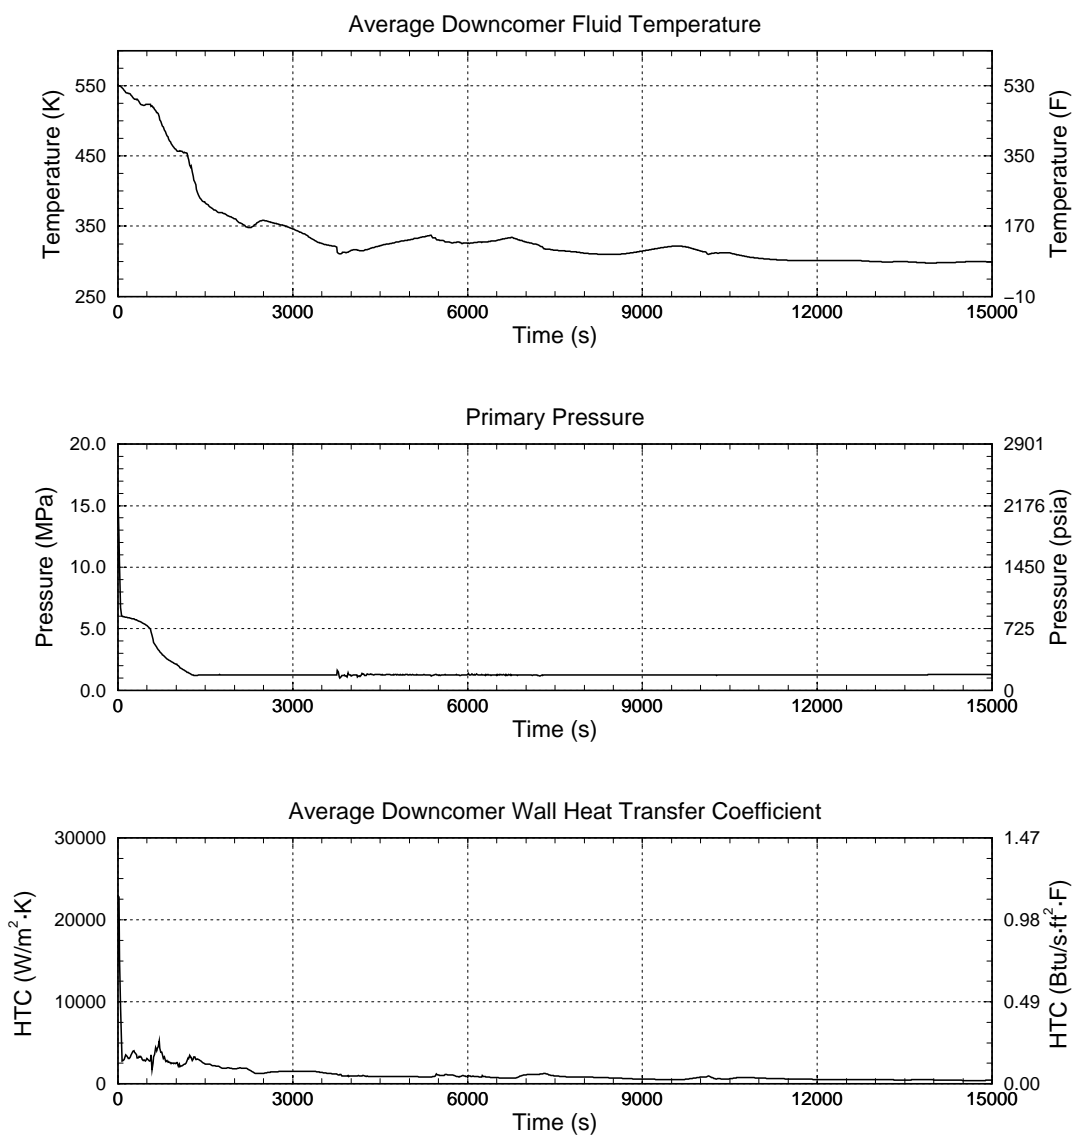 Average Downcomer Fluid Temperature
Temperature (K)
550
450
350
250
530
350
170
−10
Temperature (F)
0 3000 6000 9000 12000 15000
Time (s)
Primary Pressure
Pressure (MPa)
20.0
15.0
10.0
5.0
0.0
2901
2176
1450
725
0
Pressure (psia)
0 3000 6000 9000 12000 15000
Time (s)
Average Downcomer Wall Heat Transfer Coefficient
HTC (W/m²·K)
30000
20000
10000
0
1.47
0.98
0.49
0.00
HTC (Btu/s·ft²·F)
0 3000 6000 9000 12000 15000
Time (s)